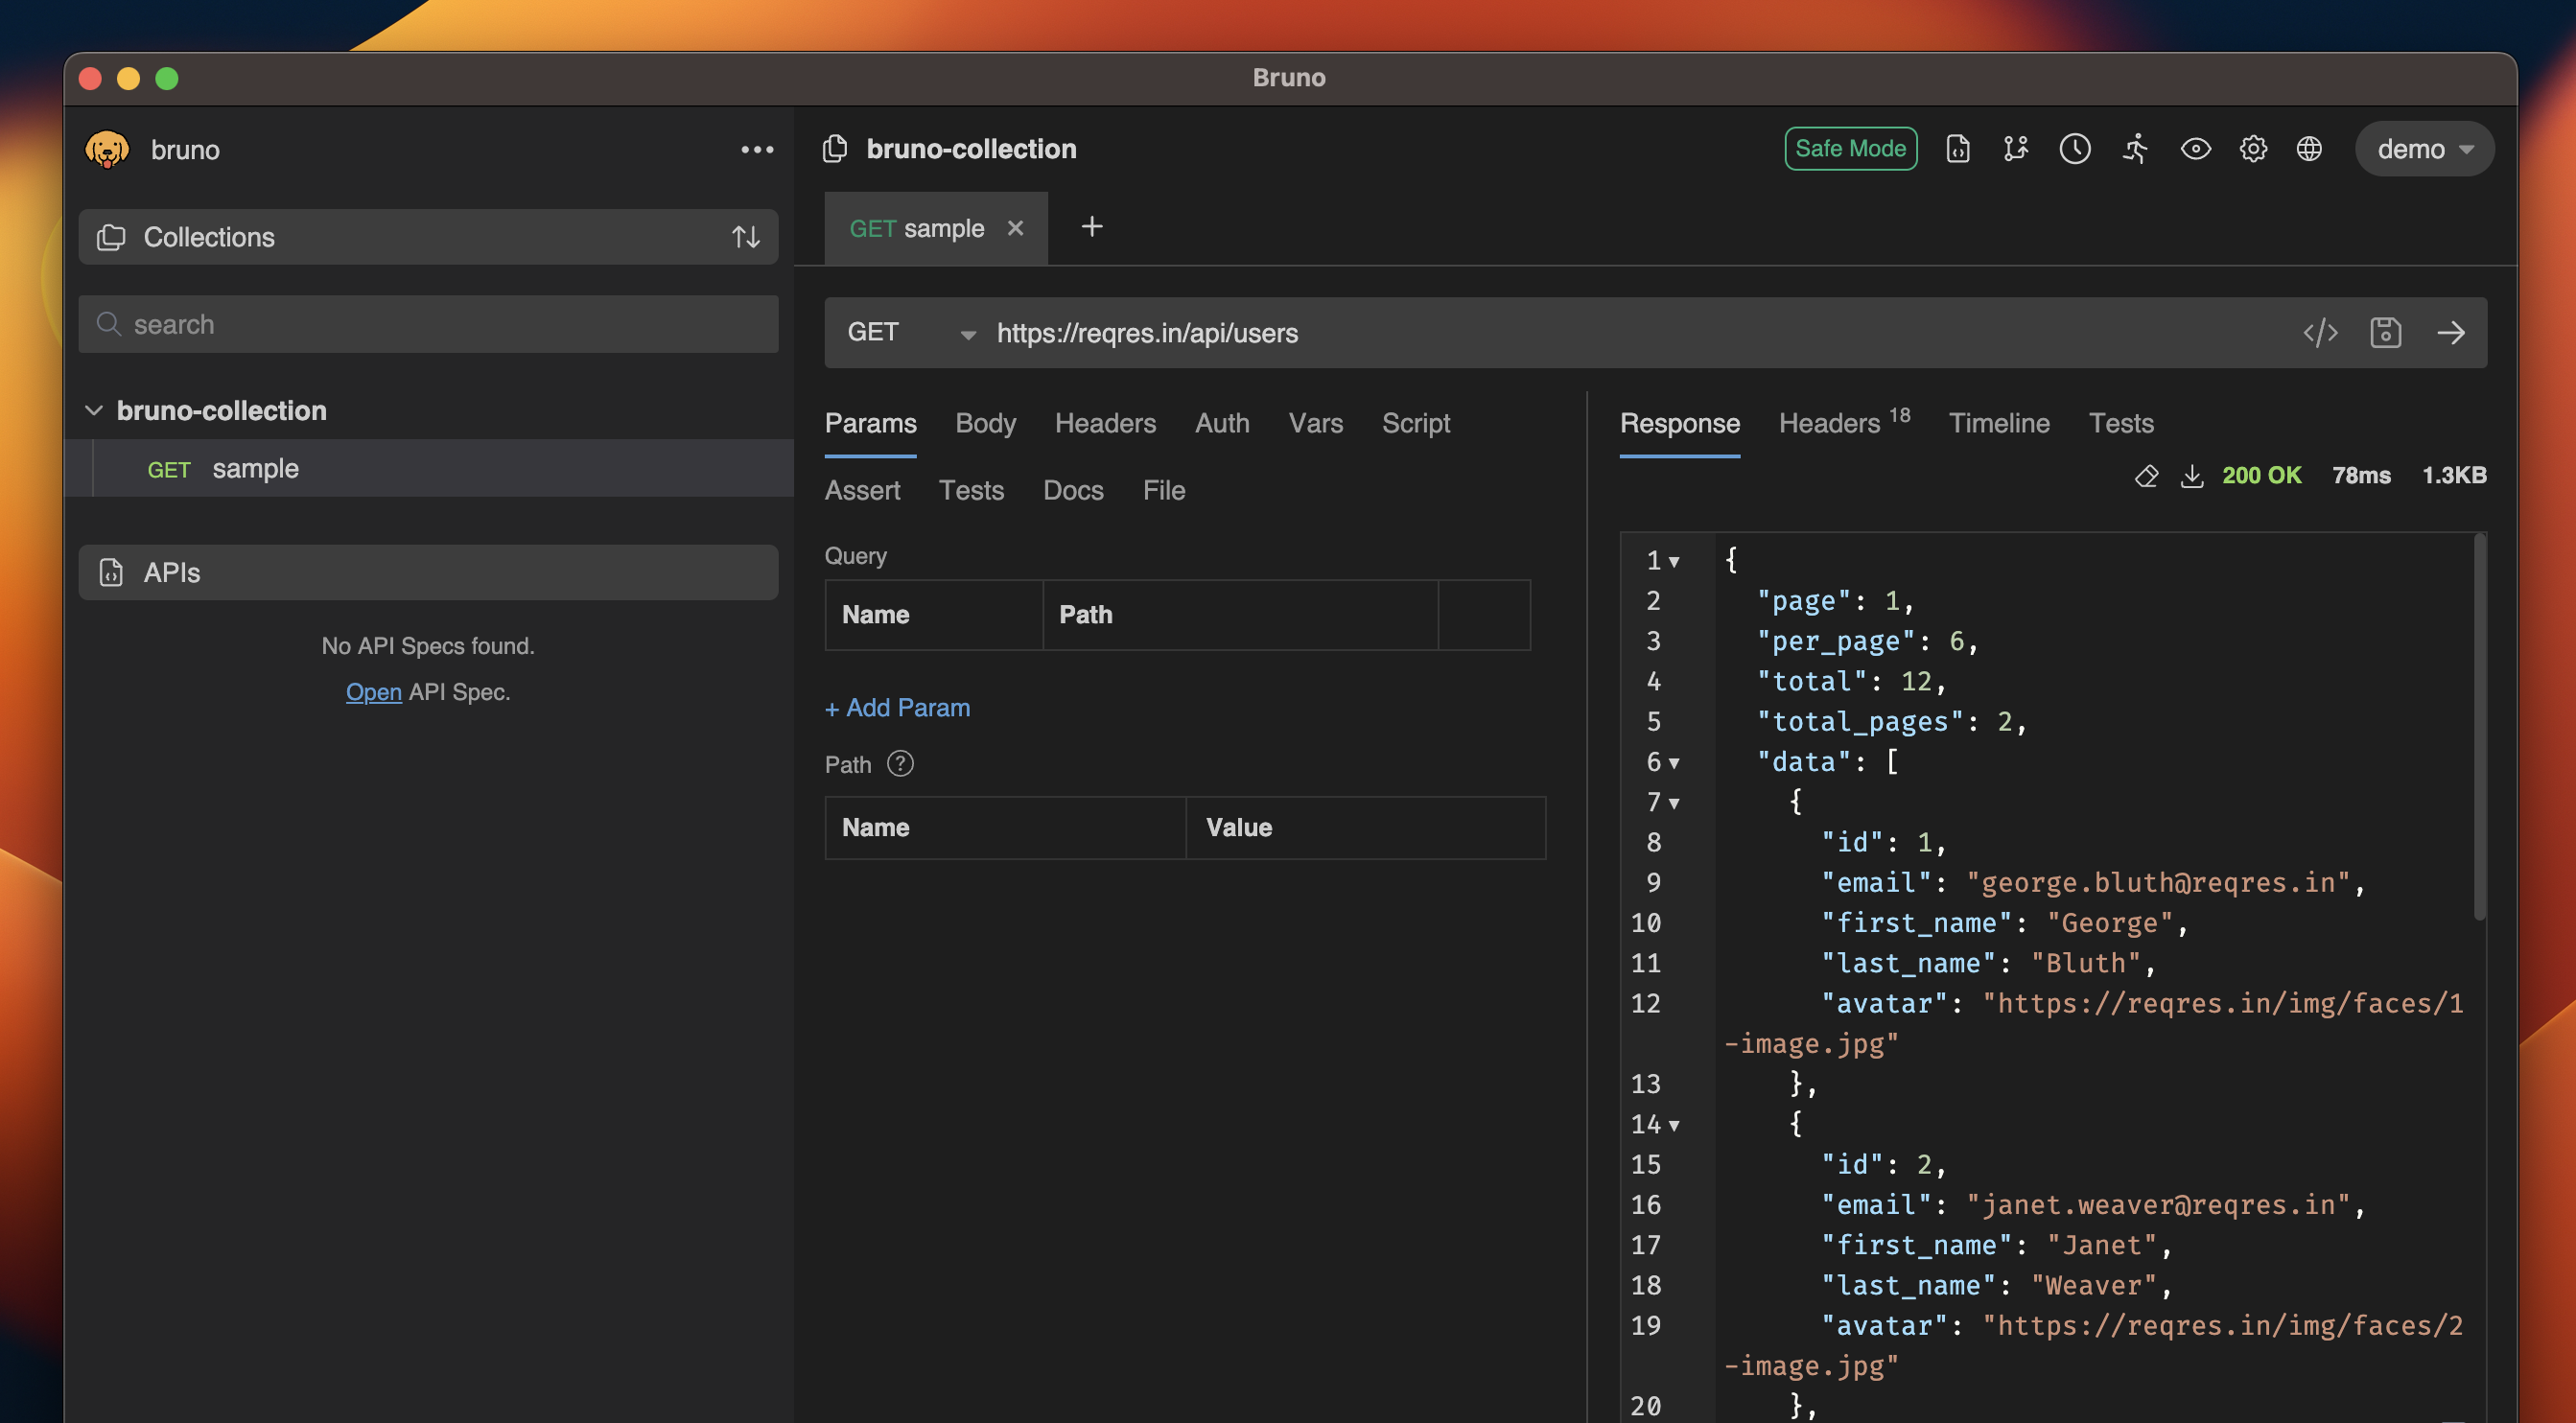 Bruno
bruno
Collections
search
bruno-collection
GET sample
APIs
No API Specs found.
Open API Spec.
bruno-collection
Safe Mode
demo
GET sample
GET https://reqres.in/api/users
Params Body Headers Auth Vars Script
Assert Tests Docs File
Query
Name Path
+ Add Param
Path ?
Name Value
Response Headers 18 Timeline Tests
200 OK 78ms 1.3KB
1 {
2 "page": 1,
3 "per_page": 6,
4 "total": 12,
5 "total_pages": 2,
6 "data": [
7 {
8 "id": 1,
9 "email": "george.bluth@reqres.in",
10 "first_name": "George",
11 "last_name": "Bluth",
12 "avatar": "https://reqres.in/img/faces/1
-image.jpg"
13 },
14 {
15 "id": 2,
16 "email": "janet.weaver@reqres.in",
17 "first_name": "Janet",
18 "last_name": "Weaver",
19 "avatar": "https://reqres.in/img/faces/2
-image.jpg"
20 },